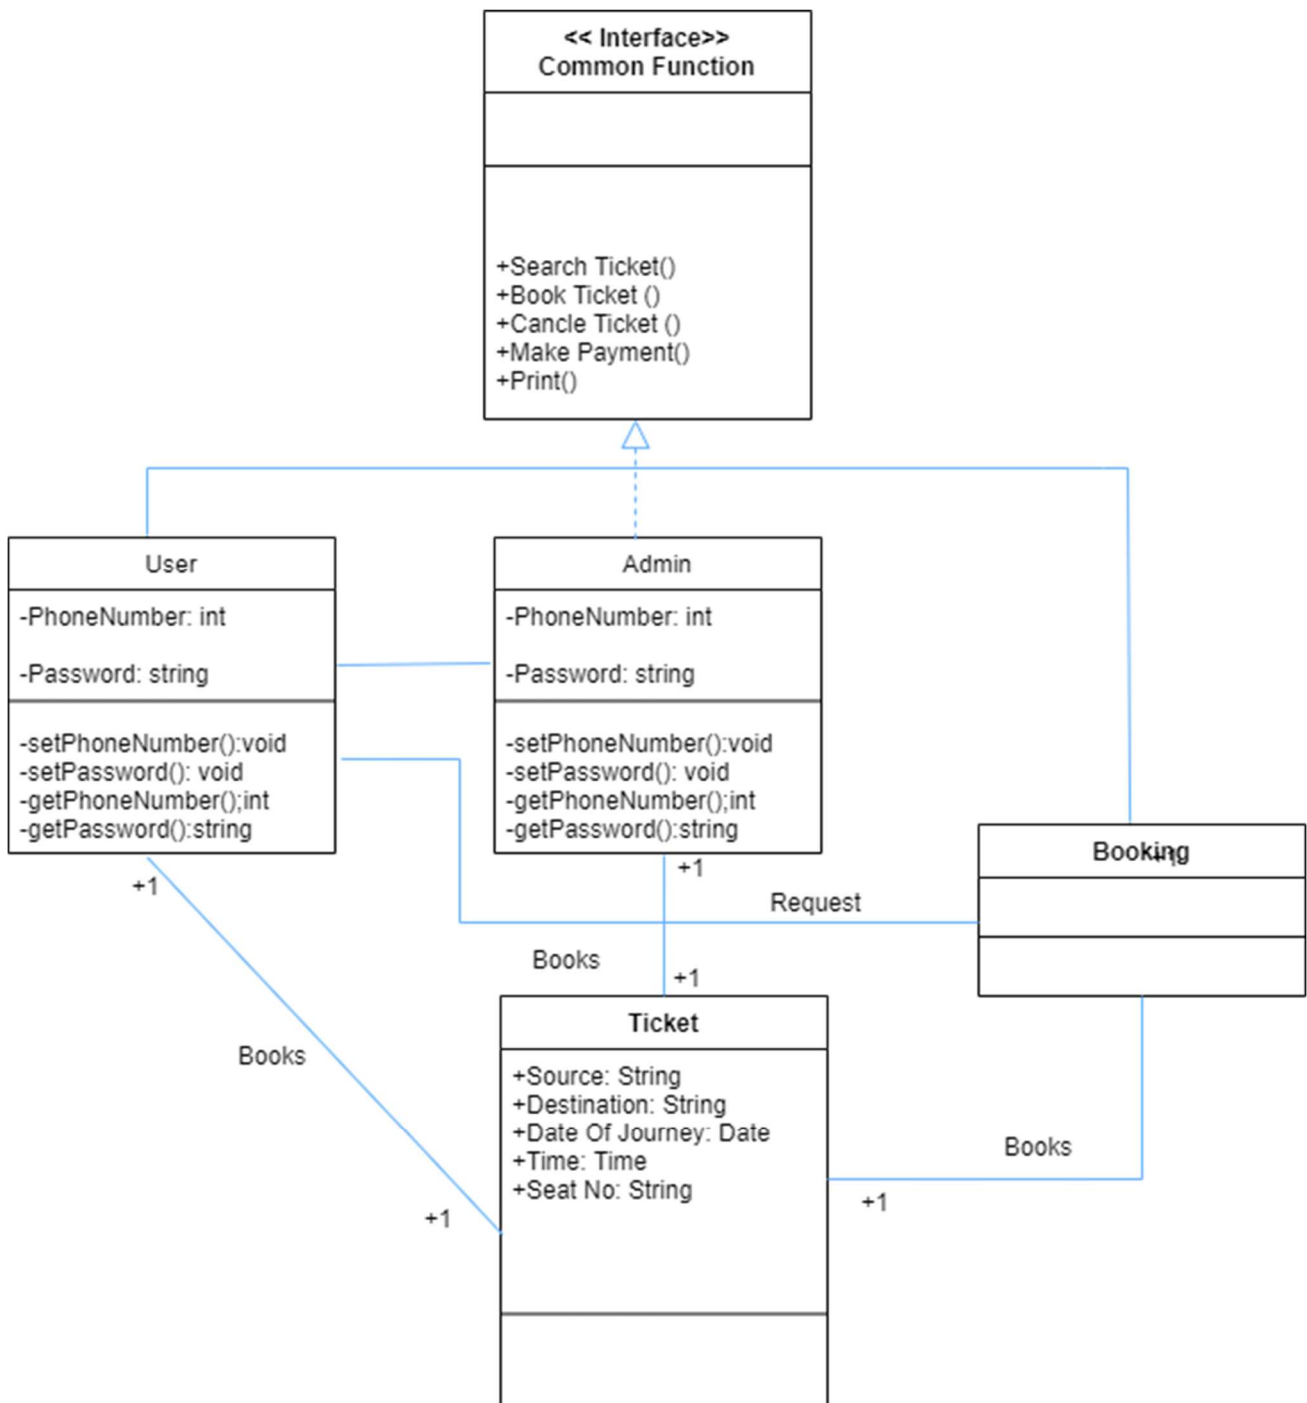 << Interface>>
Common Function
+Search Ticket()
+Book Ticket ()
+Cancle Ticket ()
+Make Payment()
+Print()
User
-PhoneNumber: int
-Password: string
-setPhoneNumber():void
-setPassword(): void
-getPhoneNumber();int
-getPassword():string
Admin
-PhoneNumber: int
-Password: string
-setPhoneNumber():void
-setPassword(): void
-getPhoneNumber();int
-getPassword():string
Booking
+1
+1
+1
Request
Books
+1
Books
Ticket
+Source: String
+Destination: String
+Date Of Journey: Date
+Time: Time
+Seat No: String
Books
+1
+1